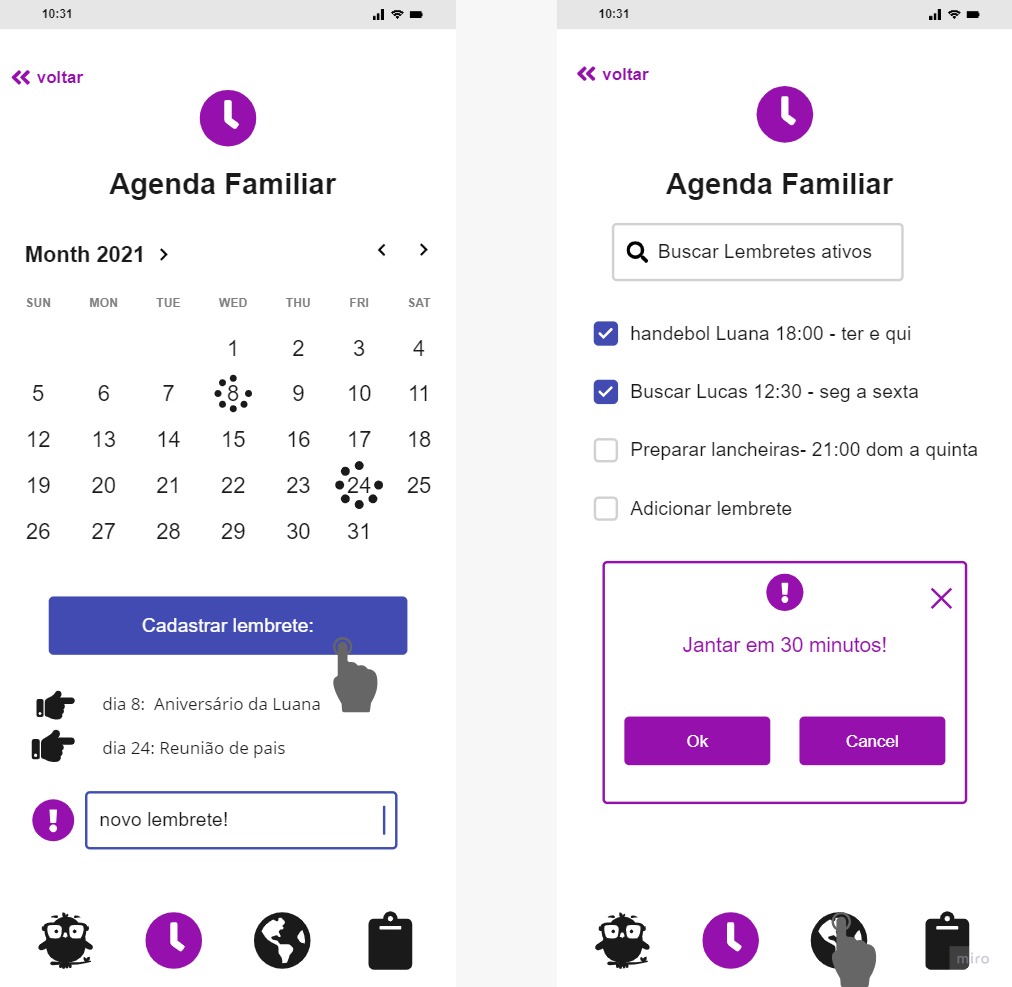 10:31
voltar
Agenda Familiar
Month 2021
SUN MON TUE WED THU FRI SAT
1 2 3 4
5 6 7 8 9 10 11
12 13 14 15 16 17 18
19 20 21 22 23 24 25
26 27 28 29 30 31
Cadastrar lembrete:
dia 8: Aniversário da Luana
dia 24: Reunião de pais
novo lembrete!
10:31
voltar
Agenda Familiar
Buscar Lembretes ativos
handebol Luana 18:00 - ter e qui
Buscar Lucas 12:30 - seg a sexta
Preparar lancheiras- 21:00 dom a quinta
Adicionar lembrete
Jantar em 30 minutos!
Ok Cancel
miro